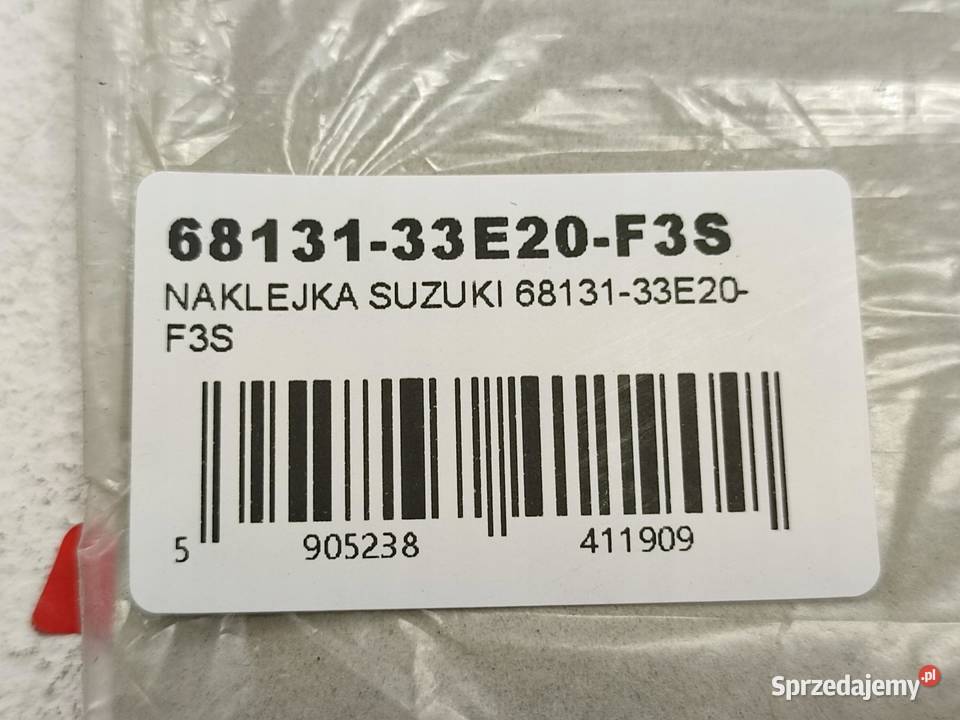 68131-33E20-F3S
NAKLEJKA SUZUKI 68131-33E20-
F3S
5 905238 411909
Sprzedajemy.pl